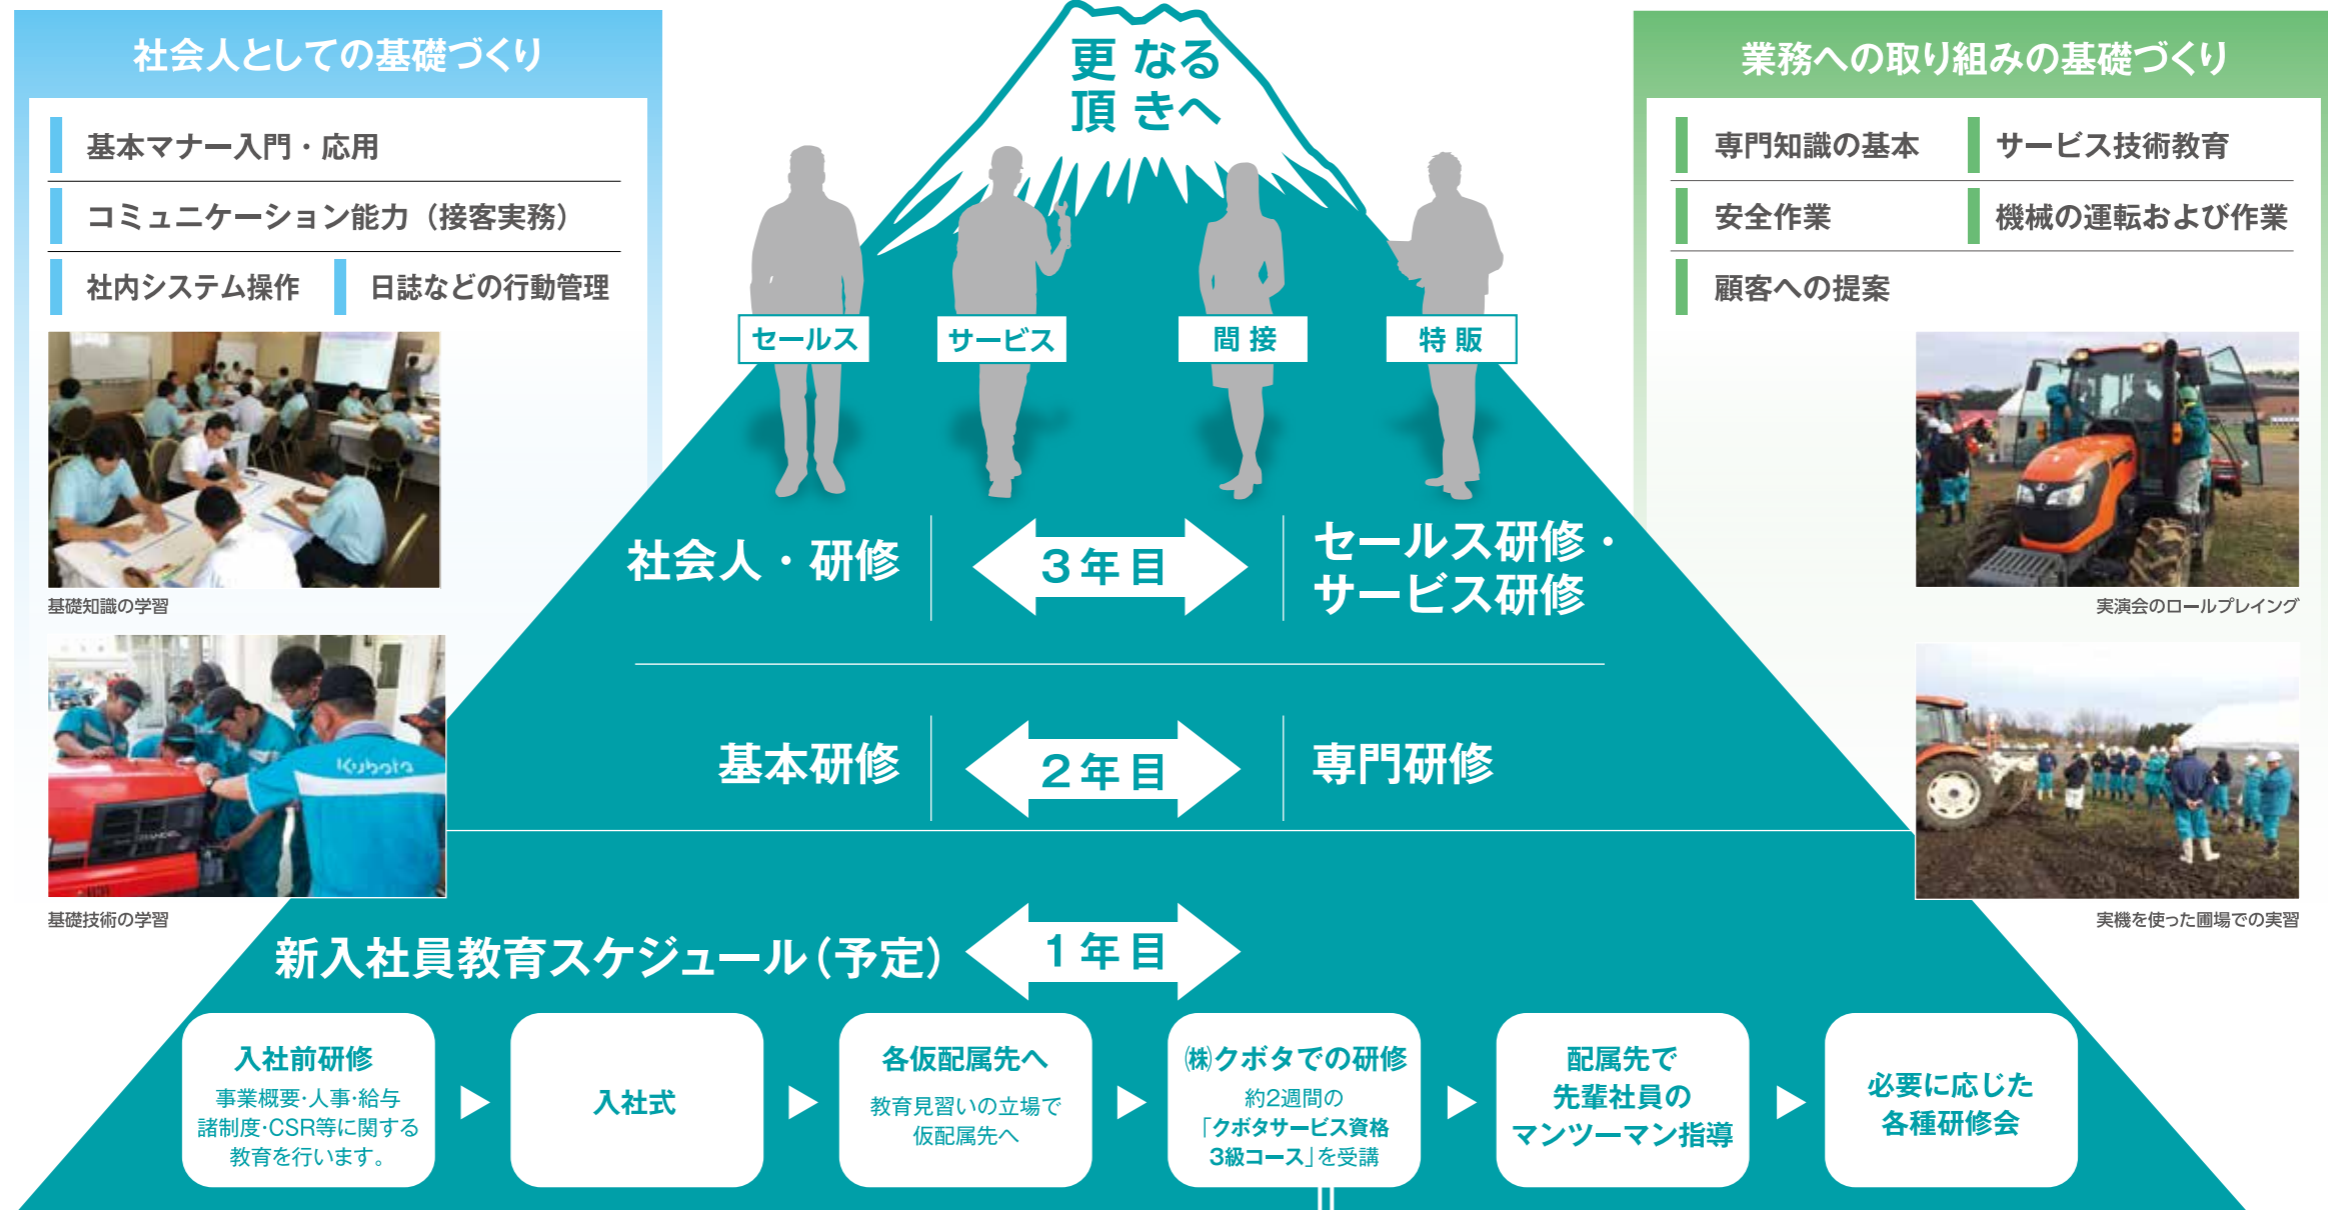 社会人としての基礎づくり
基本マナー入門・応用
コミュニケーション能力（接客実務）
社内システム操作
日誌などの行動管理
基礎知識の学習
Kubota
基礎技術の学習
更なる
頂きへ
セールス
サービス
間接
特販
社会人・研修
3年目
セールス研修・
サービス研修
基本研修
2年目
専門研修
新入社員教育スケジュール（予定）
1年目
入社前研修
事業概要・人事・給与
諸制度・CSR等に関する
教育を行います。
入社式
各仮配属先へ
教育見習いの立場で
仮配属先へ
㈱クボタでの研修
約2週間の
「クボタサービス資格
3級コース」を受講
配属先で
先輩社員の
マンツーマン指導
必要に応じた
各種研修会
業務への取り組みの基礎づくり
専門知識の基本
サービス技術教育
安全作業
機械の運転および作業
顧客への提案
実演会のロールプレイング
実機を使った圃場での実習